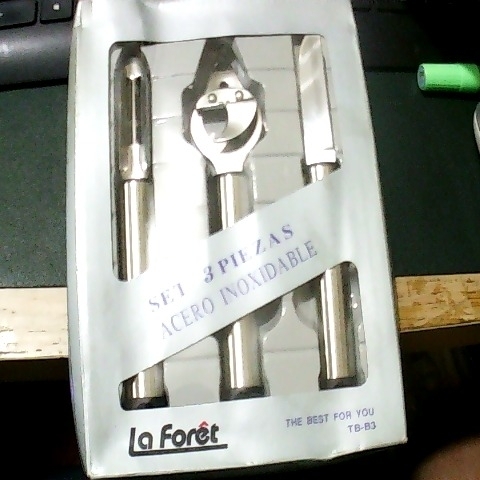 SET 3 PIEZAS
ACERO INOXIDABLE
La Forêt
THE BEST FOR YOU
TB-B3